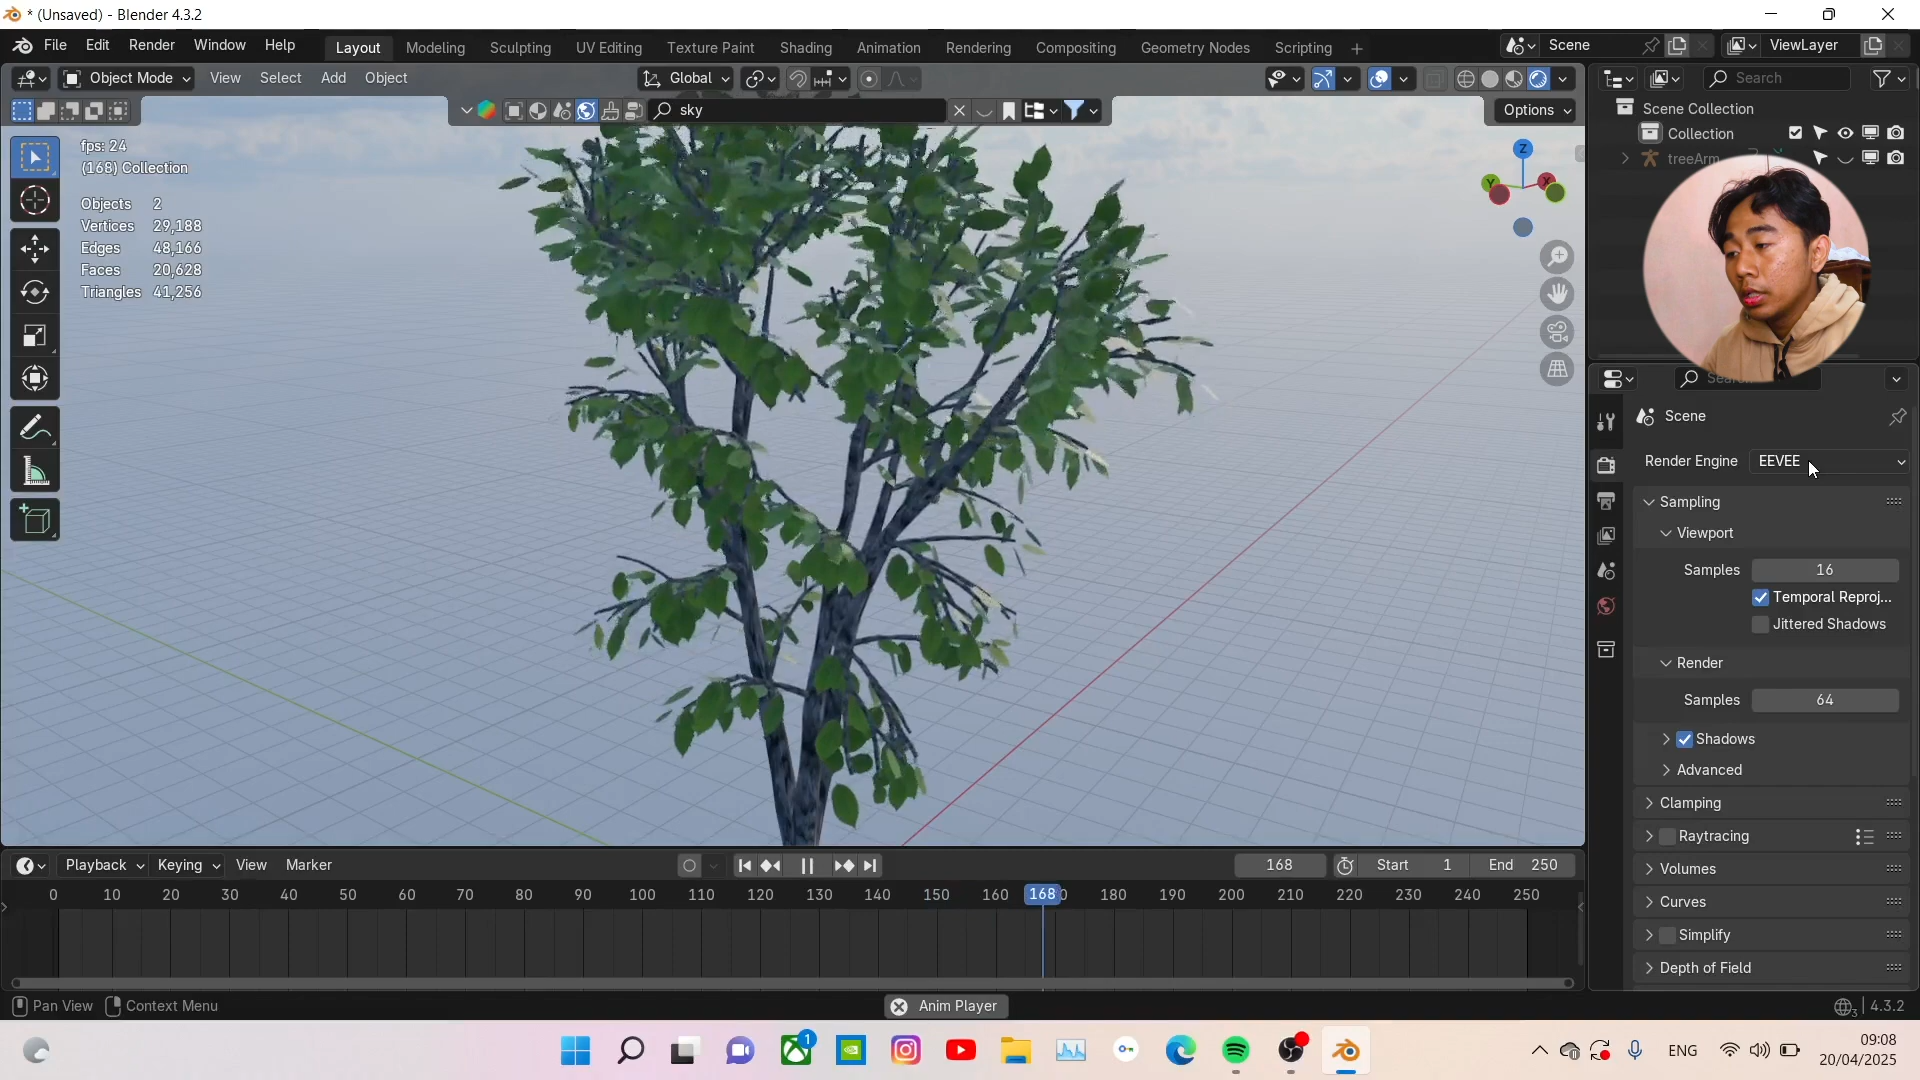 * (Unsaved) - Blender 4.3.2
File Edit Render Window Help
Layout Modeling Sculpting UV Editing Texture Paint Shading Animation Rendering Compositing Geometry Nodes Scripting +
Scene
ViewLayer
Object Mode View Select Add Object
Global
Search
sky
Options
Scene Collection
Collection
treeArm
fps: 24
(168) Collection
Objects 2
Vertices 29,188
Edges 48,166
Faces 20,628
Triangles 41,256
Z
Y
X
Scene
Render Engine EEVEE
Sampling
Viewport
Samples 16
Temporal Reproj...
Jittered Shadows
Render
Samples 64
Shadows
Advanced
Clamping
Raytracing
Volumes
Curves
Simplify
Depth of Field
Playback Keying View Marker
168 Start 1 End 250
0 10 20 30 40 50 60 70 80 90 100 110 120 130 140 150 160 168 180 190 200 210 220 230 240 250
Pan View Context Menu Anim Player
3 4.3.2
1
ENG
09:08
20/04/2025